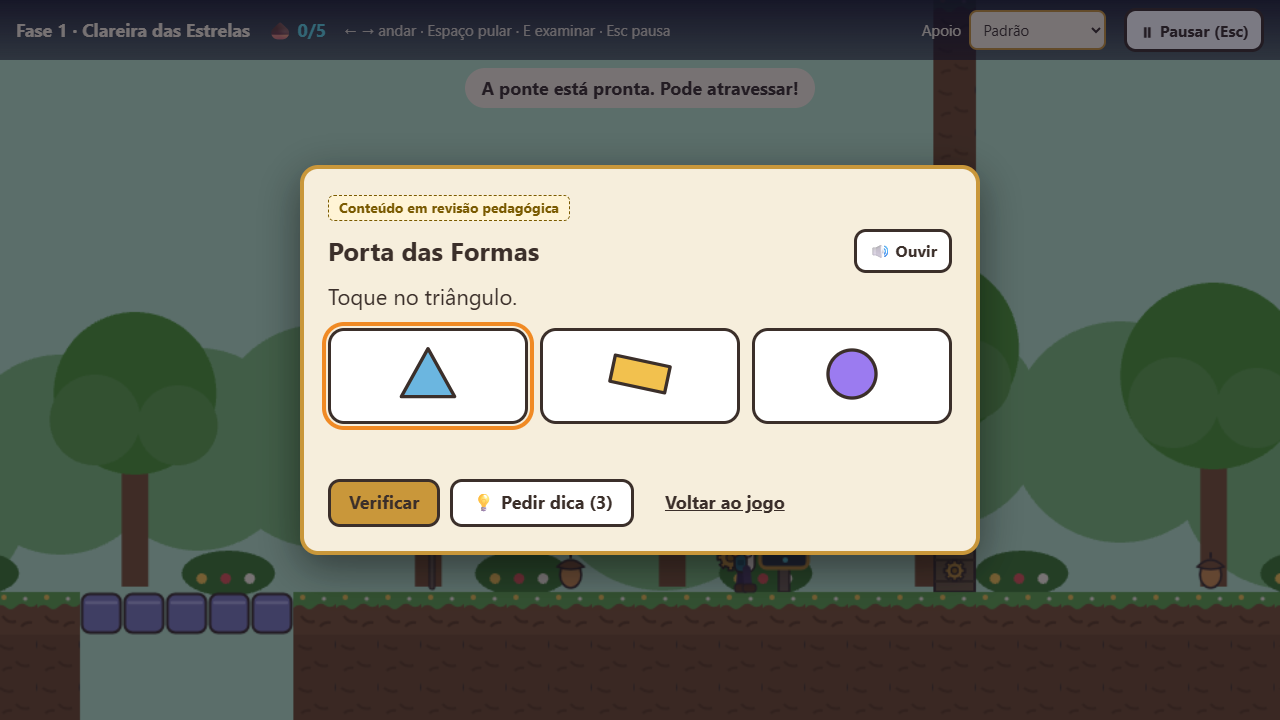 Fase 1 · Clareira das Estrelas
0/5
← → andar · Espaço pular · E examinar · Esc pausa
Apoio
Padrão
Pausar (Esc)
A ponte está pronta. Pode atravessar!
Conteúdo em revisão pedagógica
Porta das Formas
Ouvir
Toque no triângulo.
Verificar
Pedir dica (3)
Voltar ao jogo